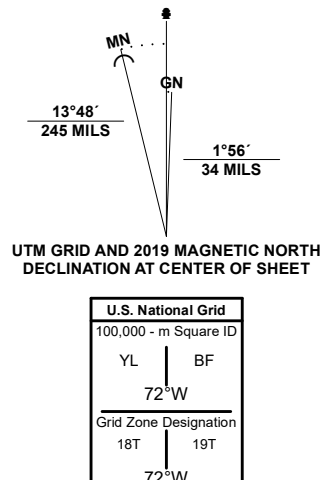 MN
GN
13°48´
245 MILS
1°56´
34 MILS
UTM GRID AND 2019 MAGNETIC NORTH
DECLINATION AT CENTER OF SHEET
U.S. National Grid
100,000 - m Square ID
YL BF
72°W
Grid Zone Designation
18T 19T
72°W